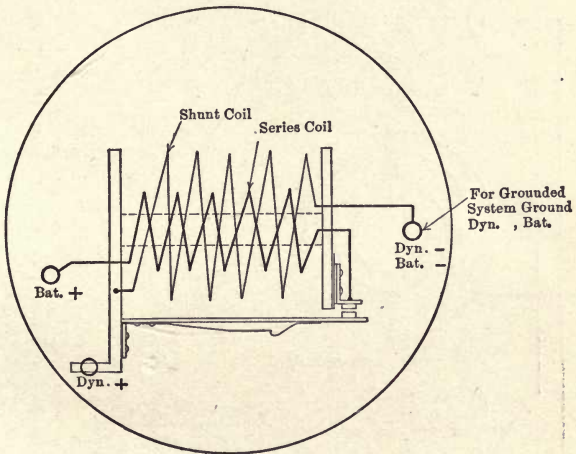 Shunt Coil
Series Coil
For Grounded
System Ground
Dyn. , Bat.
Dyn. -
Bat. -
Bat. +
Dyn. +